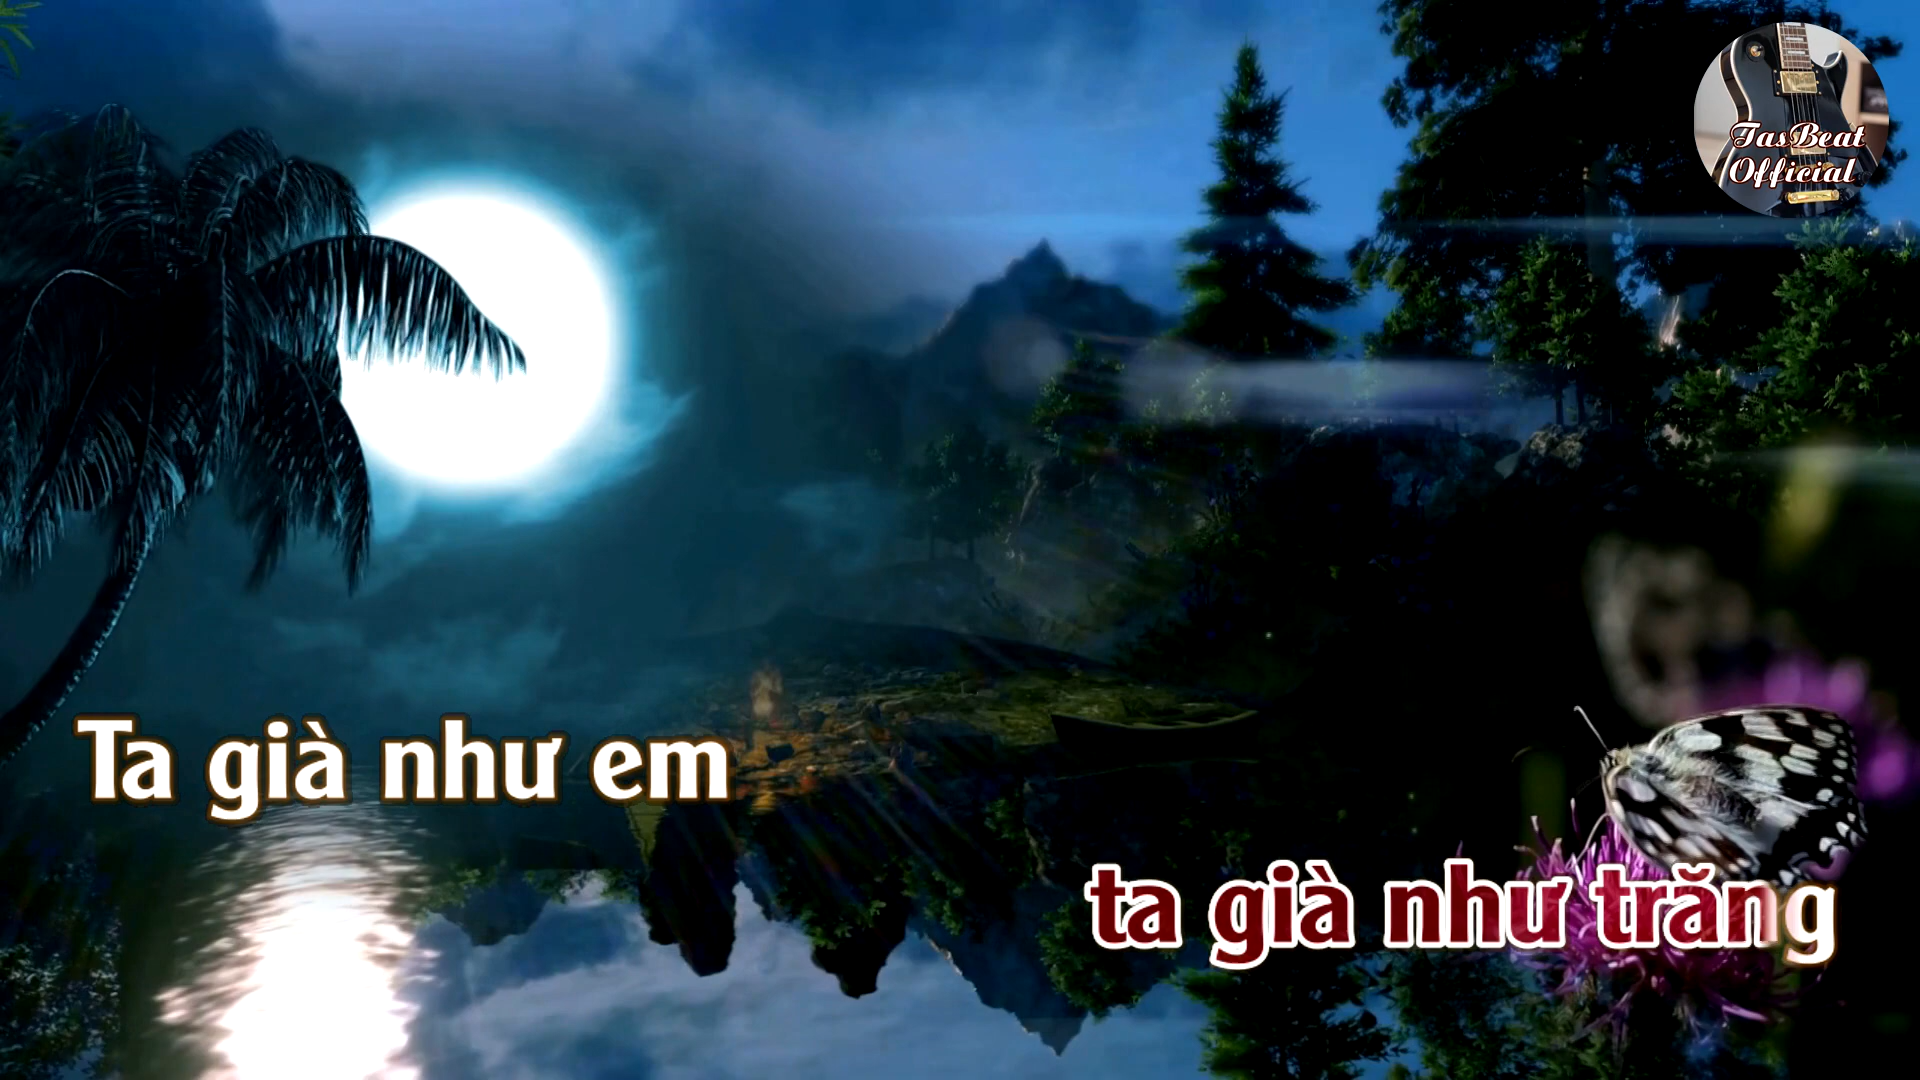 TasBeat
Official
Ta già như em
ta già như trăng